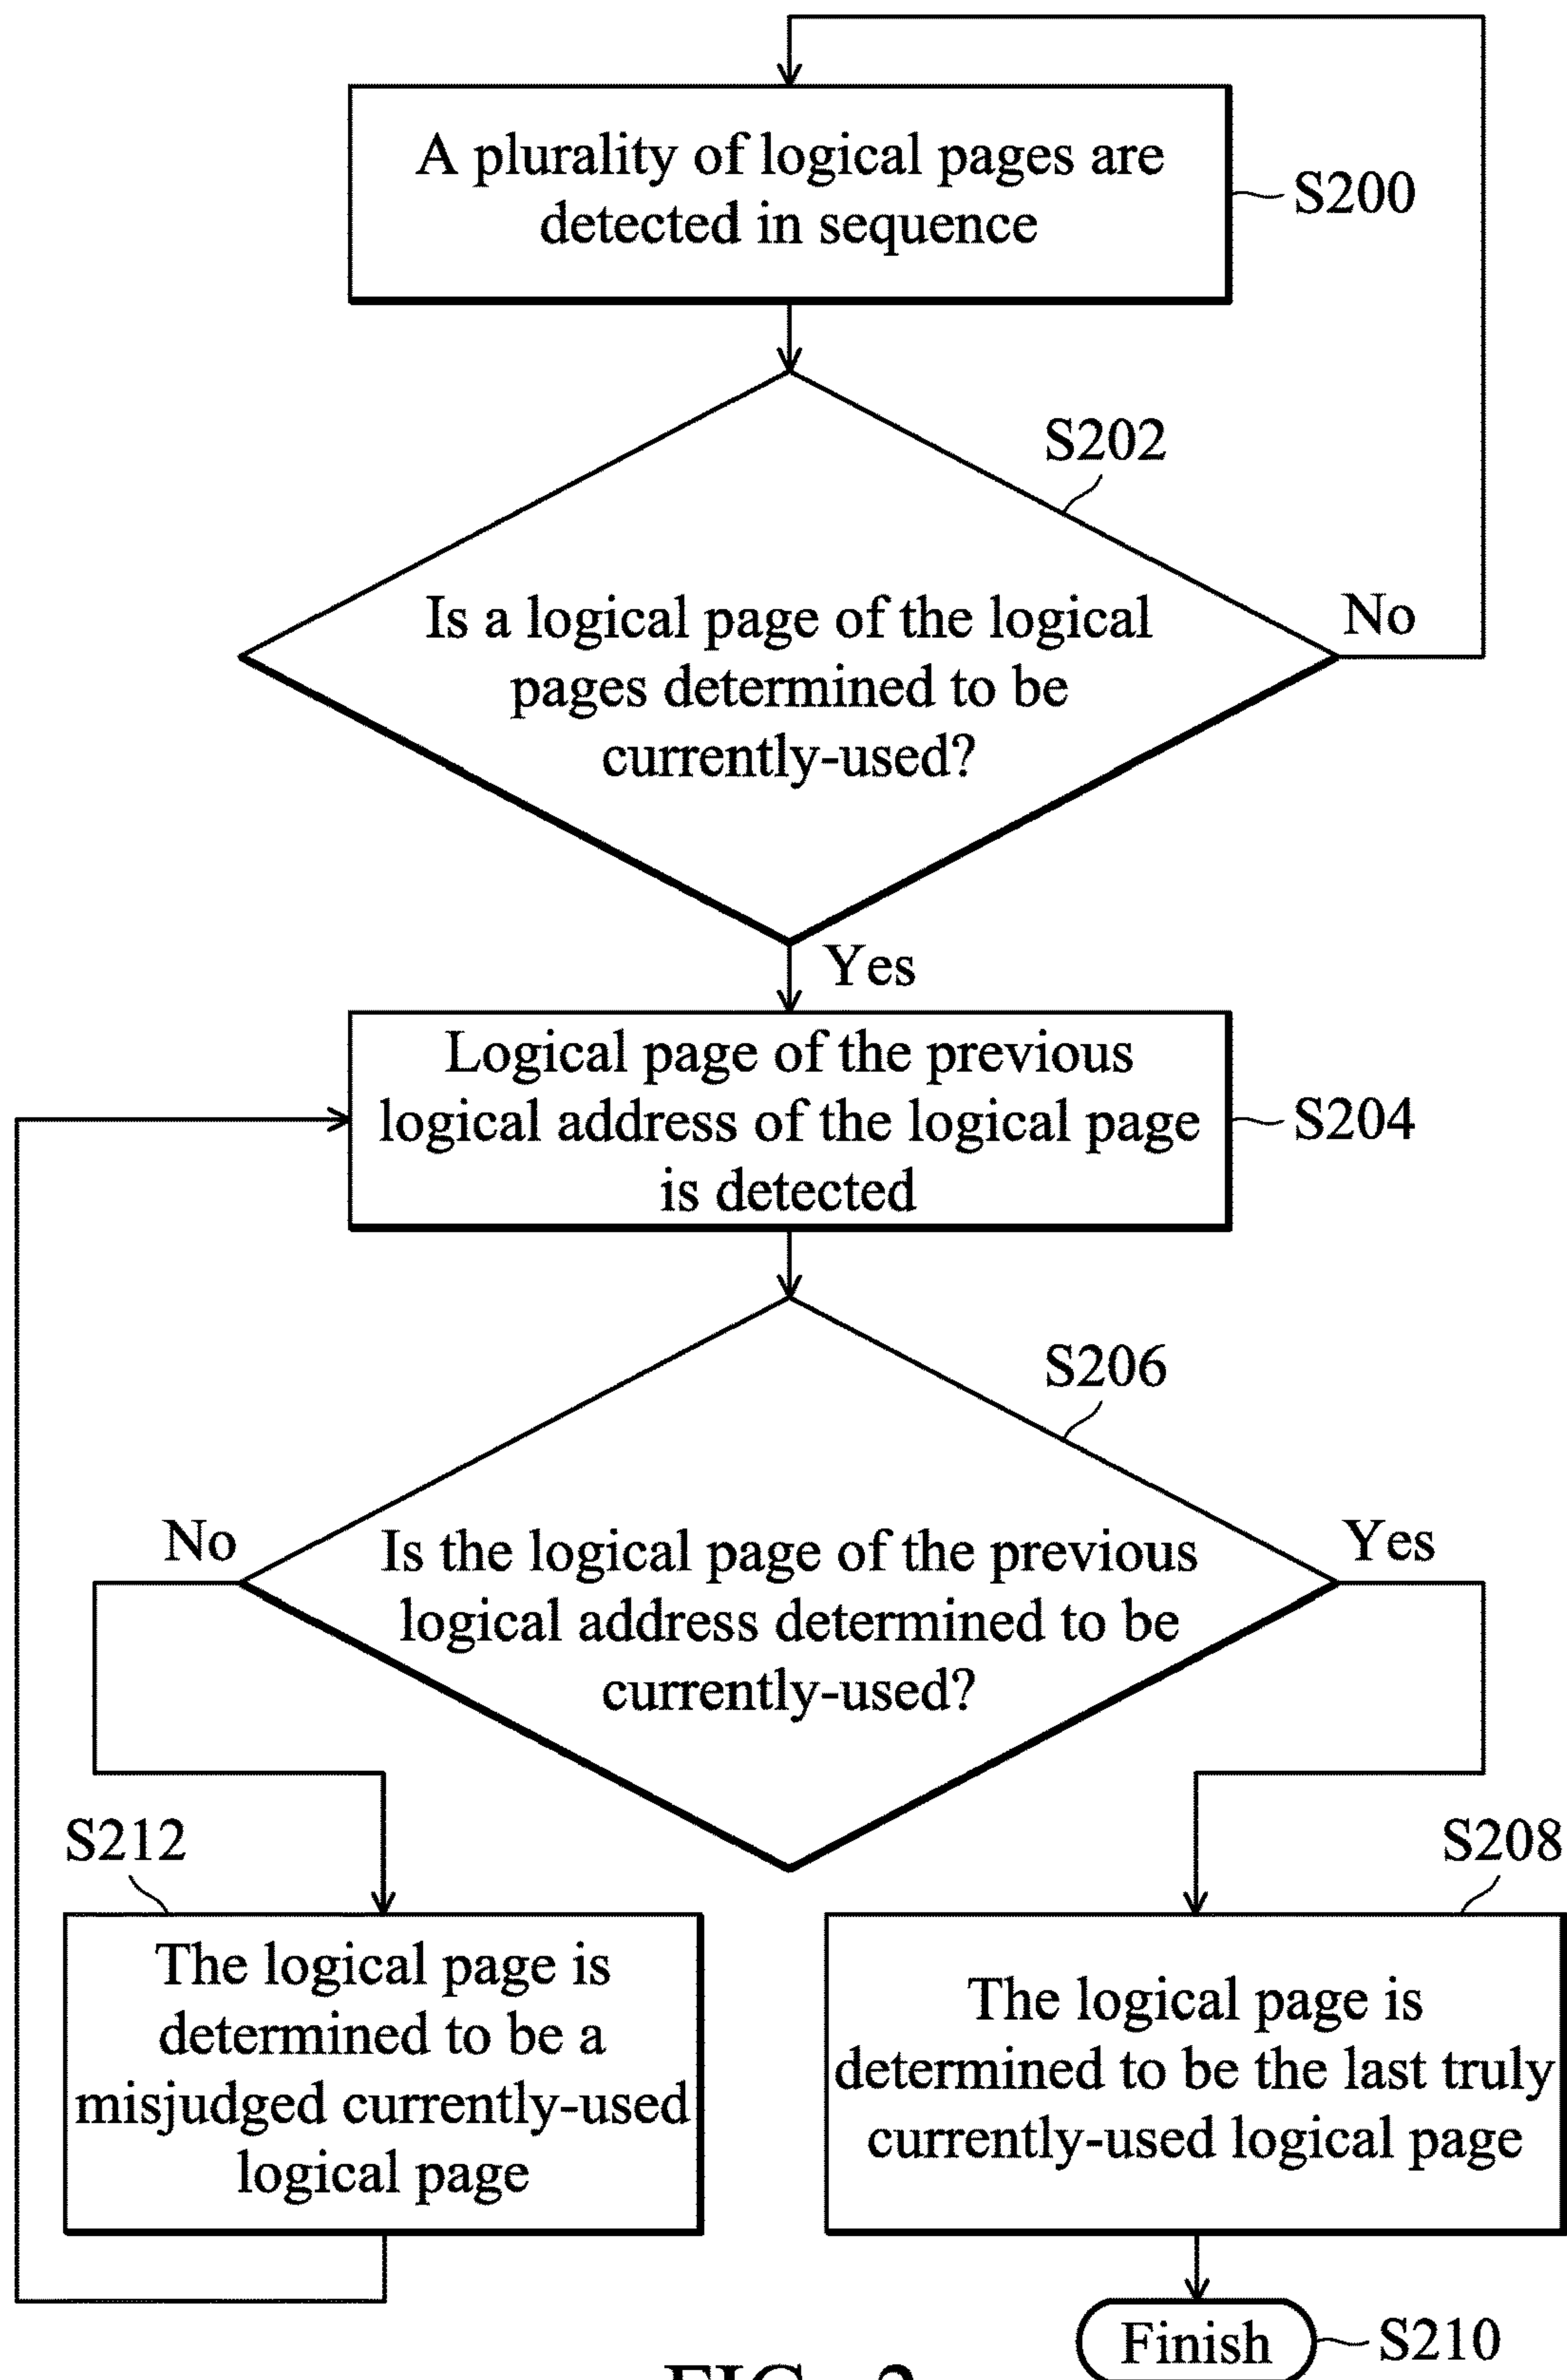 A plurality of logical pages are
detected in sequence
S200
S202
Is a logical page of the logical
pages determined to be
currently-used?
No
Yes
Logical page of the previous
logical address of the logical page
is detected
S204
S206
Is the logical page of the previous
logical address determined to be
currently-used?
No
Yes
S212
The logical page is
determined to be a
misjudged currently-used
logical page
S208
The logical page is
determined to be the last truly
currently-used logical page
Finish
S210
FIG. 2